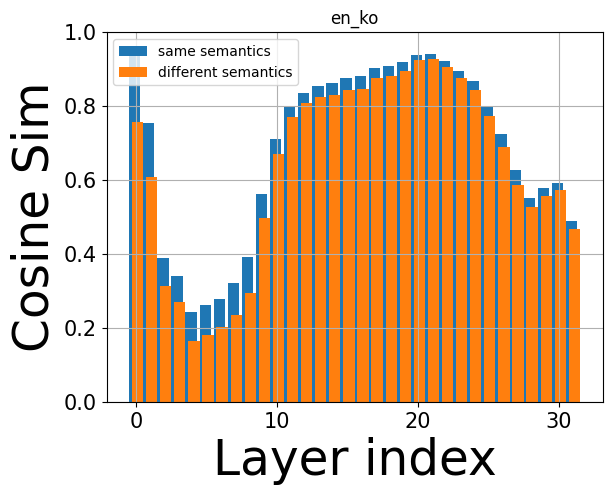 en_ko
same semantics
different semantics
Cosine Sim
1.0
0.8
0.6
0.4
0.2
0.0
0 10 20 30
Layer index